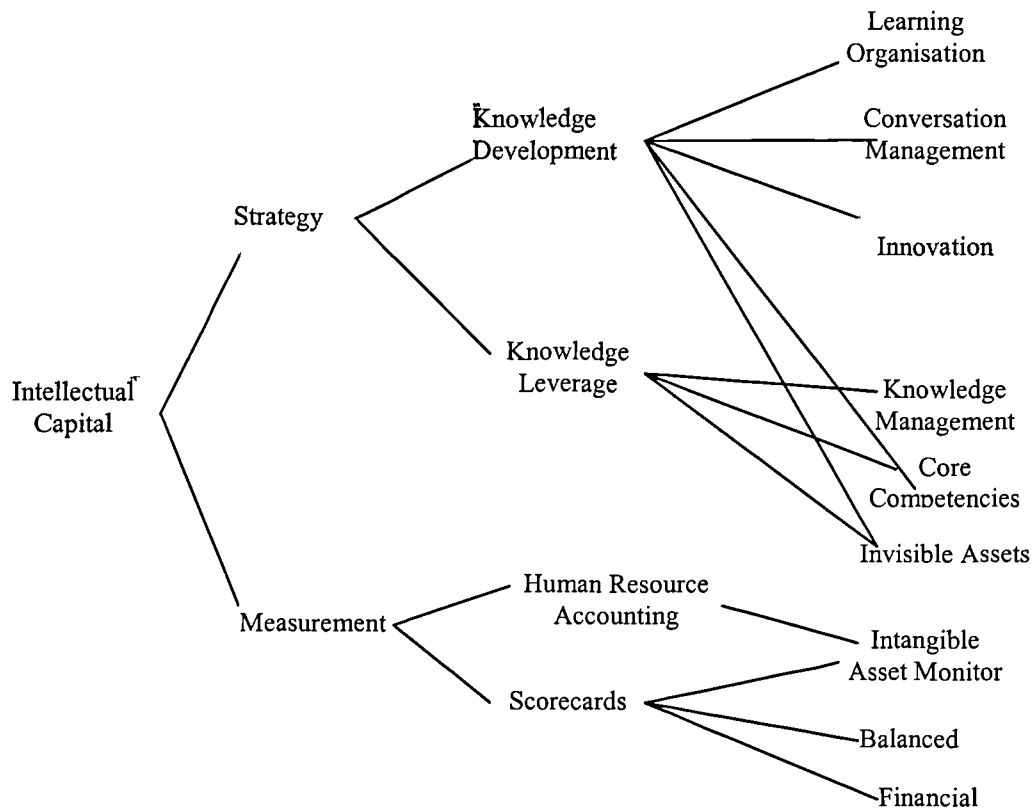 Learning
Organisation
Knowledge
Development
Conversation
Management
Strategy
Innovation
Knowledge
Leverage
Intellectual
Capital
Knowledge
Management
Core
Competencies
Invisible Assets
Human Resource
Accounting
Measurement
Intangible
Asset Monitor
Scorecards
Balanced
Financial